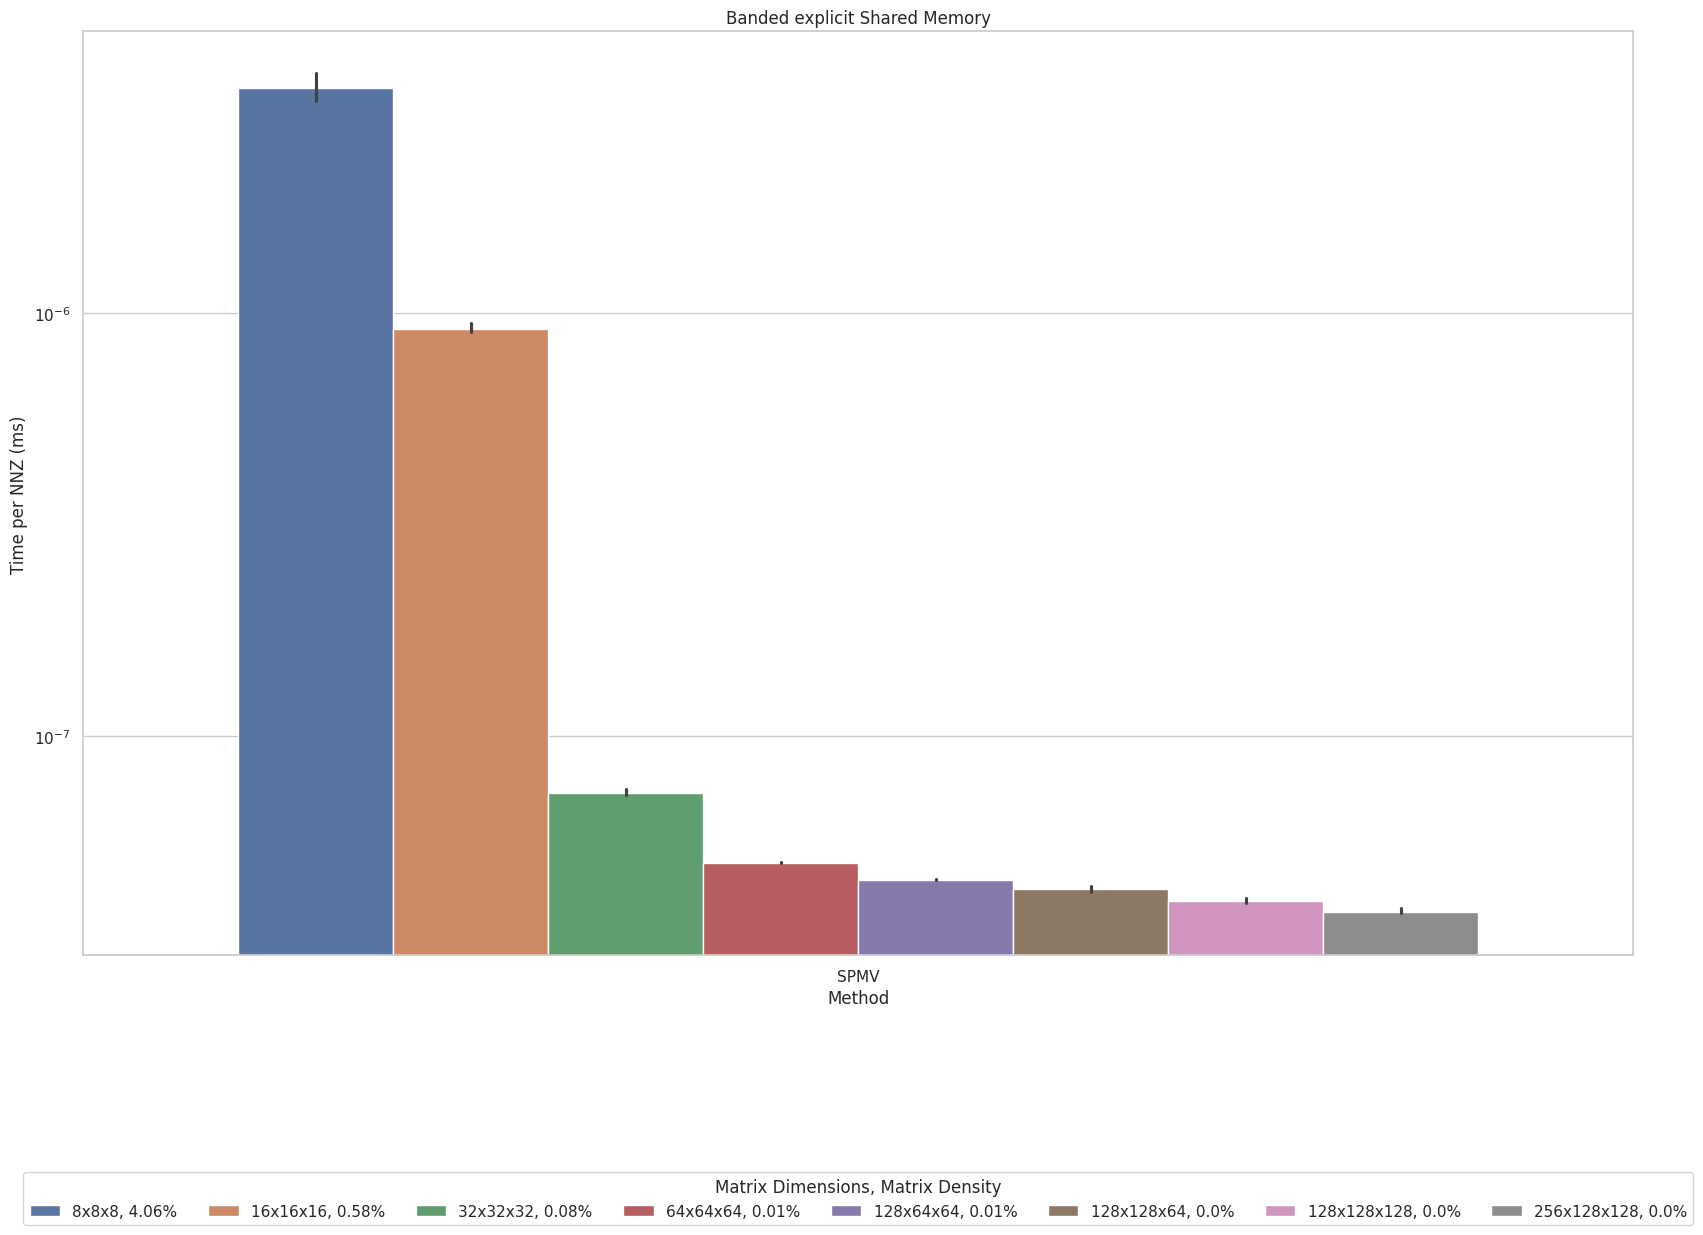 Banded explicit Shared Memory
Time per NNZ (ms)
10⁻⁶
10⁻⁷
SPMV
Method
Matrix Dimensions, Matrix Density
8x8x8, 4.06% 16x16x16, 0.58% 32x32x32, 0.08% 64x64x64, 0.01% 128x64x64, 0.01% 128x128x64, 0.0% 128x128x128, 0.0% 256x128x128, 0.0%